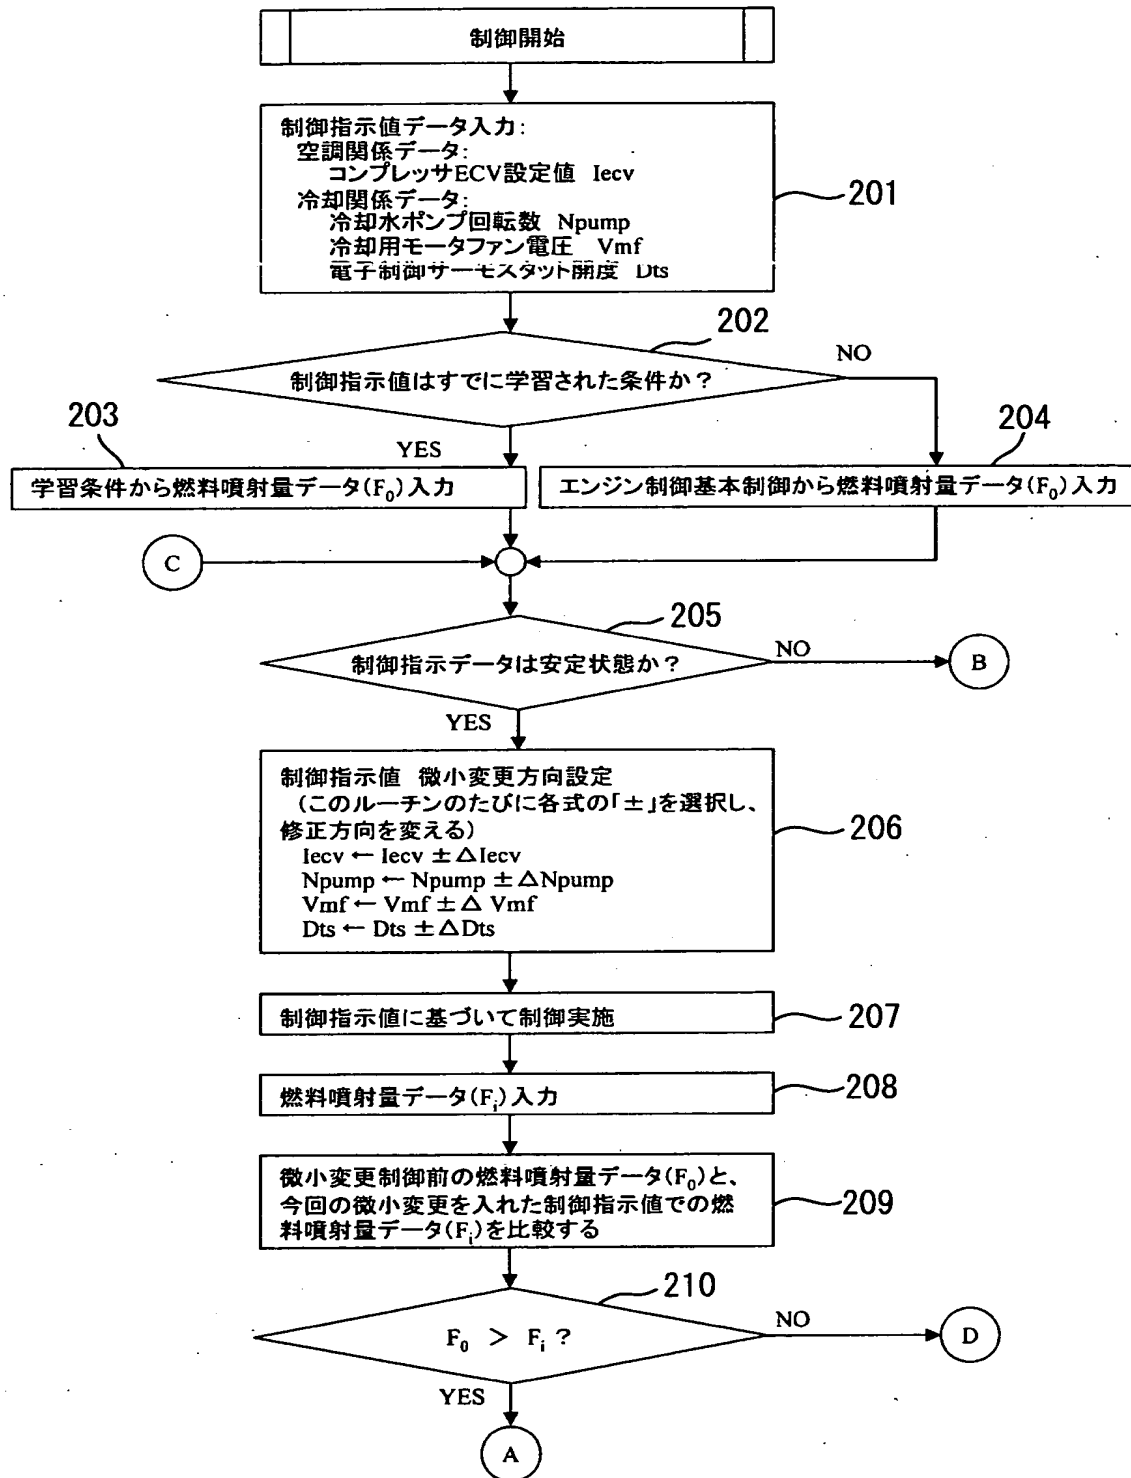 制御開始
制御指示値データ入力:
空調関係データ:
コンプレッサECV設定値 Iecv
冷却関係データ:
冷却水ポンプ回転数 Npump
冷却用モータファン電圧 Vmf
電子制御サーモスタット開度 Dts
201
202
制御指示値はすでに学習された条件か？
NO
YES
203
学習条件から燃料噴射量データ(F₀)入力
204
エンジン制御基本制御から燃料噴射量データ(F₀)入力
C
205
制御指示データは安定状態か？
NO
B
YES
制御指示値 微小変更方向設定
(このルーチンのたびに各式の「±」を選択し、
修正方向を変える)
Iecv ← Iecv ± △Iecv
Npump ← Npump ± △Npump
Vmf ← Vmf ± △ Vmf
Dts ← Dts ± △Dts
206
制御指示値に基づいて制御実施
207
燃料噴射量データ(Fᵢ)入力
208
微小変更制御前の燃料噴射量データ(F₀)と、
今回の微小変更を入れた制御指示値での燃
料噴射量データ(Fᵢ)を比較する
209
210
F₀ > Fᵢ ?
NO
D
YES
A